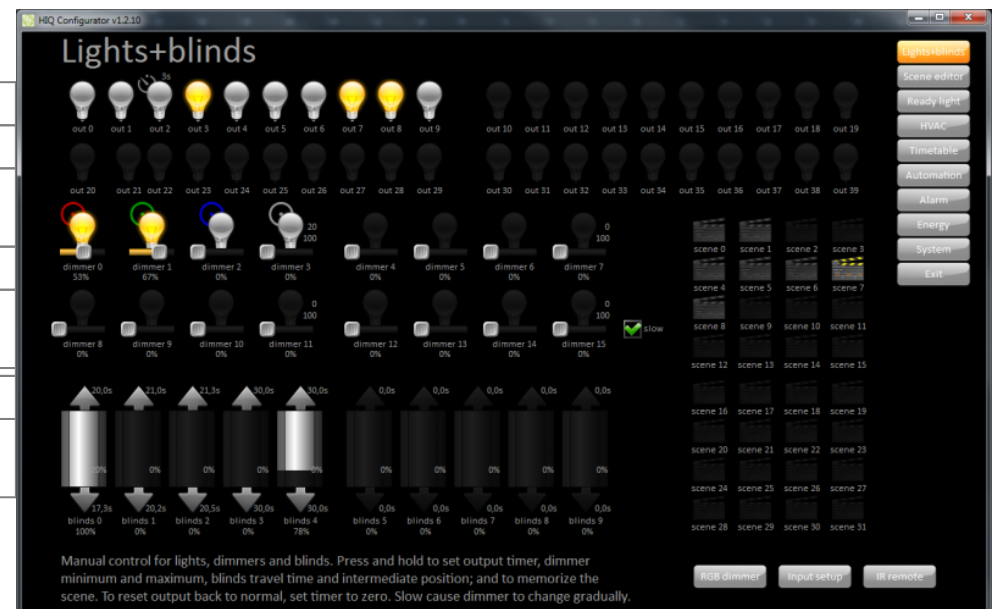 HIQ Configurator v1.2.10
Lights+blinds
3s
out 0 out 1 out 2 out 3 out 4 out 5 out 6 out 7 out 8 out 9 out 10 out 11 out 12 out 13 out 14 out 15 out 16 out 17 out 18 out 19
out 20 out 21 out 22 out 23 out 24 out 25 out 26 out 27 out 28 out 29 out 30 out 31 out 32 out 33 out 34 out 35 out 36 out 37 out 38 out 39
20 0
100 100
dimmer 0 dimmer 1 dimmer 2 dimmer 3 dimmer 4 dimmer 5 dimmer 6 dimmer 7
53% 67% 0% 0% 0% 0% 0% 0%
0 0
100 100
dimmer 8 dimmer 9 dimmer 10 dimmer 11 dimmer 12 dimmer 13 dimmer 14 dimmer 15
0% 0% 0% 0% 0% 0% 0% 0%
slow
20,0s 21,0s 21,3s 30,0s 30,0s 0,0s 0,0s 0,0s 0,0s 0,0s
20% 0% 0% 0% 0% 0% 0% 0% 0% 0%
17,3s 20,2s 20,5s 30,0s 30,0s 0,0s 0,0s 0,0s 0,0s 0,0s
blinds 0 blinds 1 blinds 2 blinds 3 blinds 4 blinds 5 blinds 6 blinds 7 blinds 8 blinds 9
100% 0% 0% 0% 78% 0% 0% 0% 0% 0%
scene 0 scene 1 scene 2 scene 3
scene 4 scene 5 scene 6 scene 7
scene 8 scene 9 scene 10 scene 11
scene 12 scene 13 scene 14 scene 15
scene 16 scene 17 scene 18 scene 19
scene 20 scene 21 scene 22 scene 23
scene 24 scene 25 scene 26 scene 27
scene 28 scene 29 scene 30 scene 31
Lights+blinds
Scene editor
Ready light
HVAC
Timetable
Automation
Alarm
Energy
System
Exit
Manual control for lights, dimmers and blinds. Press and hold to set output timer, dimmer
minimum and maximum, blinds travel time and intermediate position; and to memorize the
scene. To reset output back to normal, set timer to zero. Slow cause dimmer to change gradually.
RGB dimmer Input setup IR remote